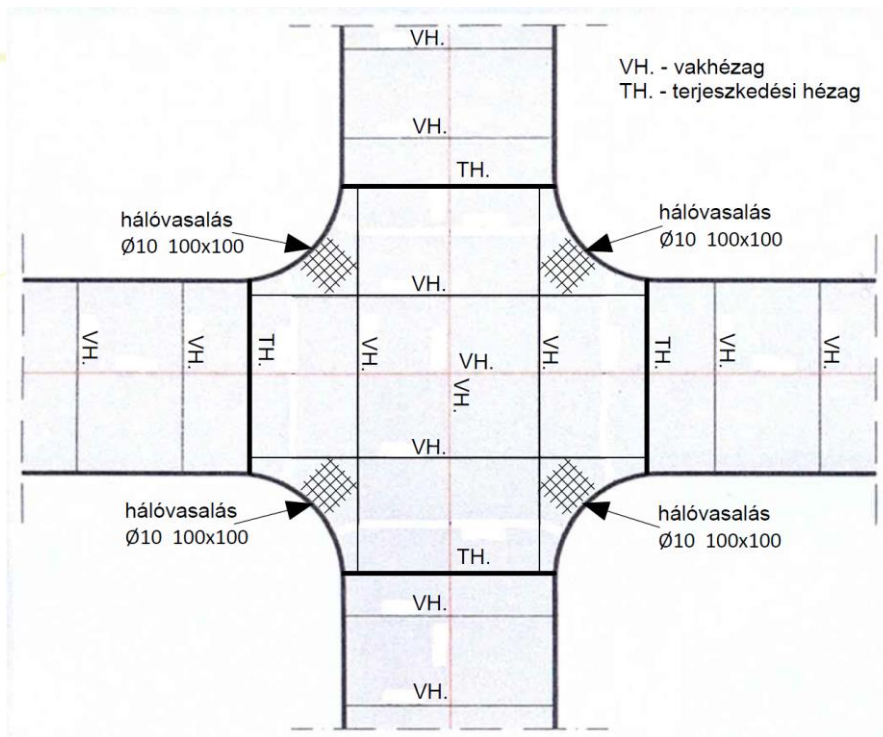 VH.
VH. - vakhézag
TH. - terjeszkedési hézag
VH.
TH.
hálóvasalás
Ø10 100x100
hálóvasalás
Ø10 100x100
VH.
VH.
VH.
TH.
VH.
VH.
VH.
VH.
TH.
VH.
VH.
VH.
hálóvasalás
Ø10 100x100
hálóvasalás
Ø10 100x100
TH.
VH.
VH.